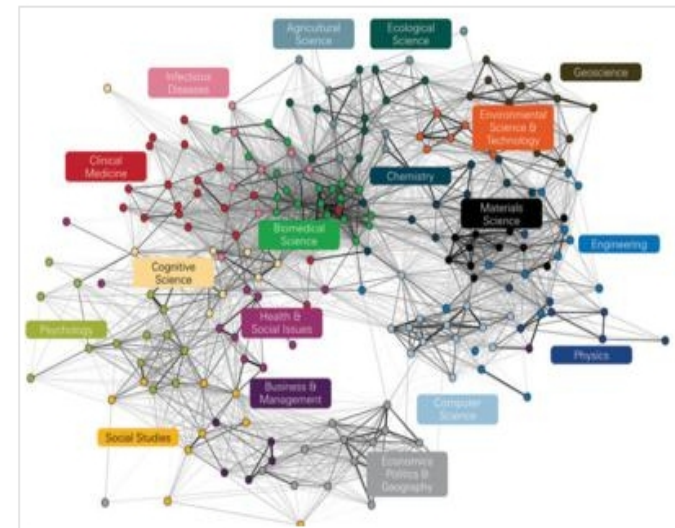 Agricultural
Science
Ecological
Science
Infectious
Diseases
Geoscience
Environmental
Science &
Technology
Clinical
Medicine
Chemistry
Materials
Science
Biomedical
Science
Engineering
Cognitive
Science
Psychology
Health &
Social Issues
Physics
Business &
Management
Computer
Science
Social Studies
Economics
Politics &
Geography